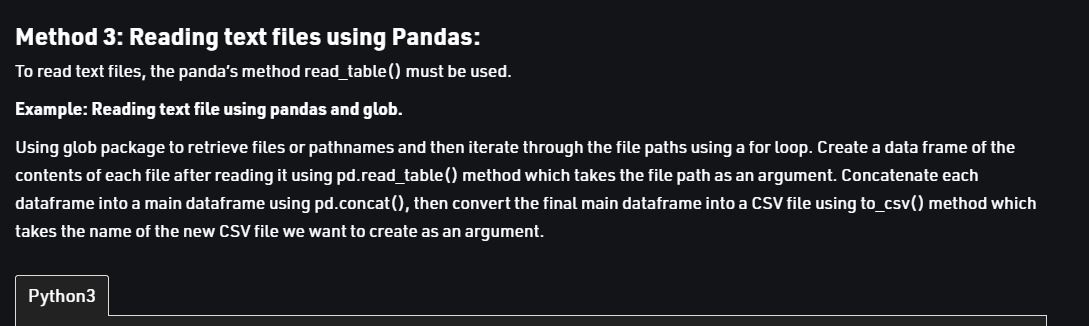 Method 3: Reading text files using Pandas:
To read text files, the panda's method read_table() must be used.
Example: Reading text file using pandas and glob.
Using glob package to retrieve files or pathnames and then iterate through the file paths using a for loop. Create a data frame of the
contents of each file after reading it using pd.read_table() method which takes the file path as an argument. Concatenate each
dataframe into a main dataframe using pd.concat(), then convert the final main dataframe into a CSV file using to_csv() method which
takes the name of the new CSV file we want to create as an argument.
Python3